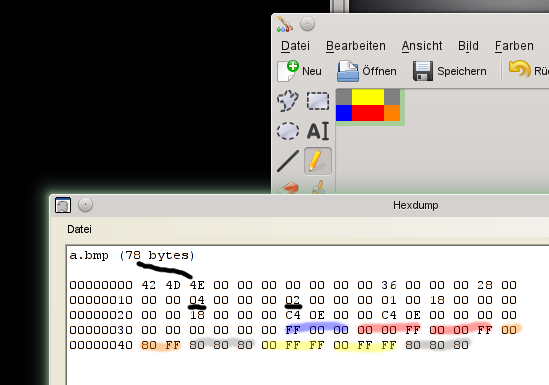 Datei Bearbeiten Ansicht Bild Farben
Neu Öffnen Speichern
AI
Hexdump
Datei
a.bmp (78 bytes)
00000000 42 4D 4E 00 00 00 00 00 00 00 36 00 00 00 28 00
00000010 00 00 04 00 00 00 02 00 00 00 01 00 18 00 00 00
00000020 00 00 18 00 00 00 C4 0E 00 00 C4 0E 00 00 00 00
00000030 00 00 00 00 00 00 FF 00 00 00 00 FF 00 00 FF 00
00000040 80 FF 80 80 80 00 FF FF 00 FF FF 80 80 80